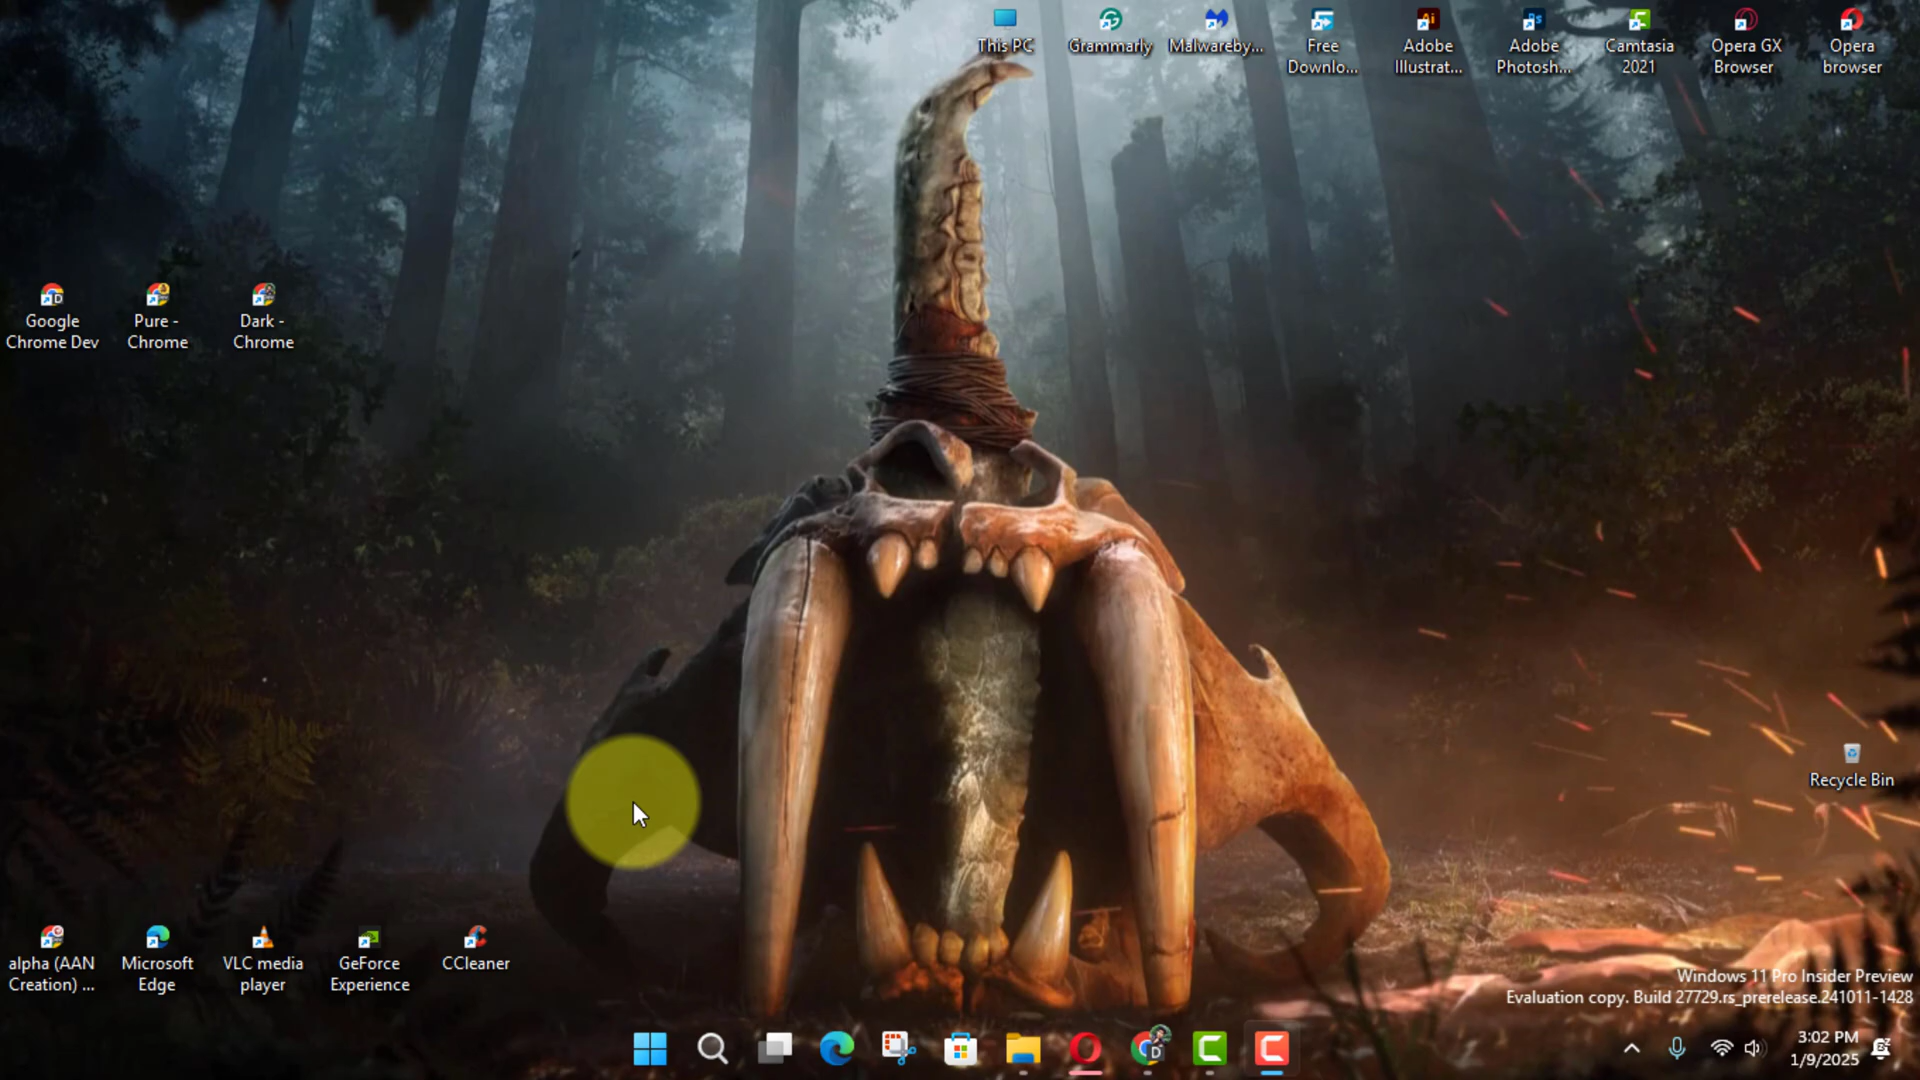 This PC
Grammarly
Malwareby...
Free
Downlo...
Adobe
Illustrat...
Adobe
Photosh...
Camtasia
2021
Opera GX
Browser
Opera
browser
Google
Chrome Dev
Pure -
Chrome
Dark -
Chrome
Recycle Bin
alpha (AAN
Creation) ...
Microsoft
Edge
VLC media
player
GeForce
Experience
CCleaner
Windows 11 Pro Insider Preview
Evaluation copy. Build 27729.rs_prerelease.241011-1428
3:02 PM
1/9/2025